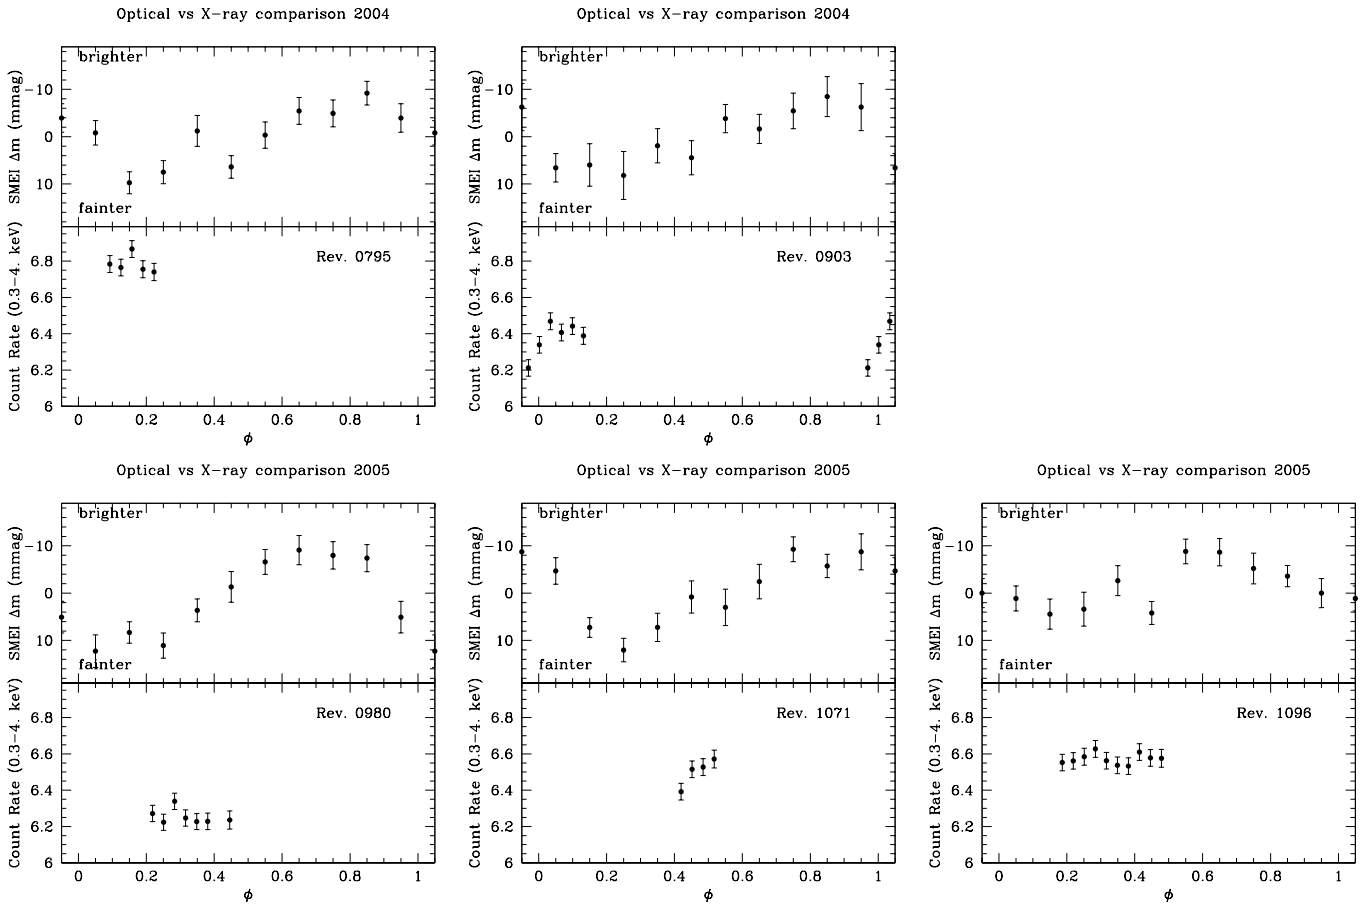 Optical vs X-ray comparison 2004
brighter
SMEI Δm (mmag)
-10
0
10
fainter
Rev. 0795
Count Rate (0.3-4. keV)
6.8
6.6
6.4
6.2
6
0 0.2 0.4 0.6 0.8 1
ϕ
Optical vs X-ray comparison 2004
brighter
SMEI Δm (mmag)
-10
0
10
fainter
Rev. 0903
Count Rate (0.3-4. keV)
6.8
6.6
6.4
6.2
6
0 0.2 0.4 0.6 0.8 1
ϕ
Optical vs X-ray comparison 2005
brighter
SMEI Δm (mmag)
-10
0
10
fainter
Rev. 0980
Count Rate (0.3-4. keV)
6.8
6.6
6.4
6.2
6
0 0.2 0.4 0.6 0.8 1
ϕ
Optical vs X-ray comparison 2005
brighter
SMEI Δm (mmag)
-10
0
10
fainter
Rev. 1071
Count Rate (0.3-4. keV)
6.8
6.6
6.4
6.2
6
0 0.2 0.4 0.6 0.8 1
ϕ
Optical vs X-ray comparison 2005
brighter
SMEI Δm (mmag)
-10
0
10
fainter
Rev. 1096
Count Rate (0.3-4. keV)
6.8
6.6
6.4
6.2
6
0 0.2 0.4 0.6 0.8 1
ϕ